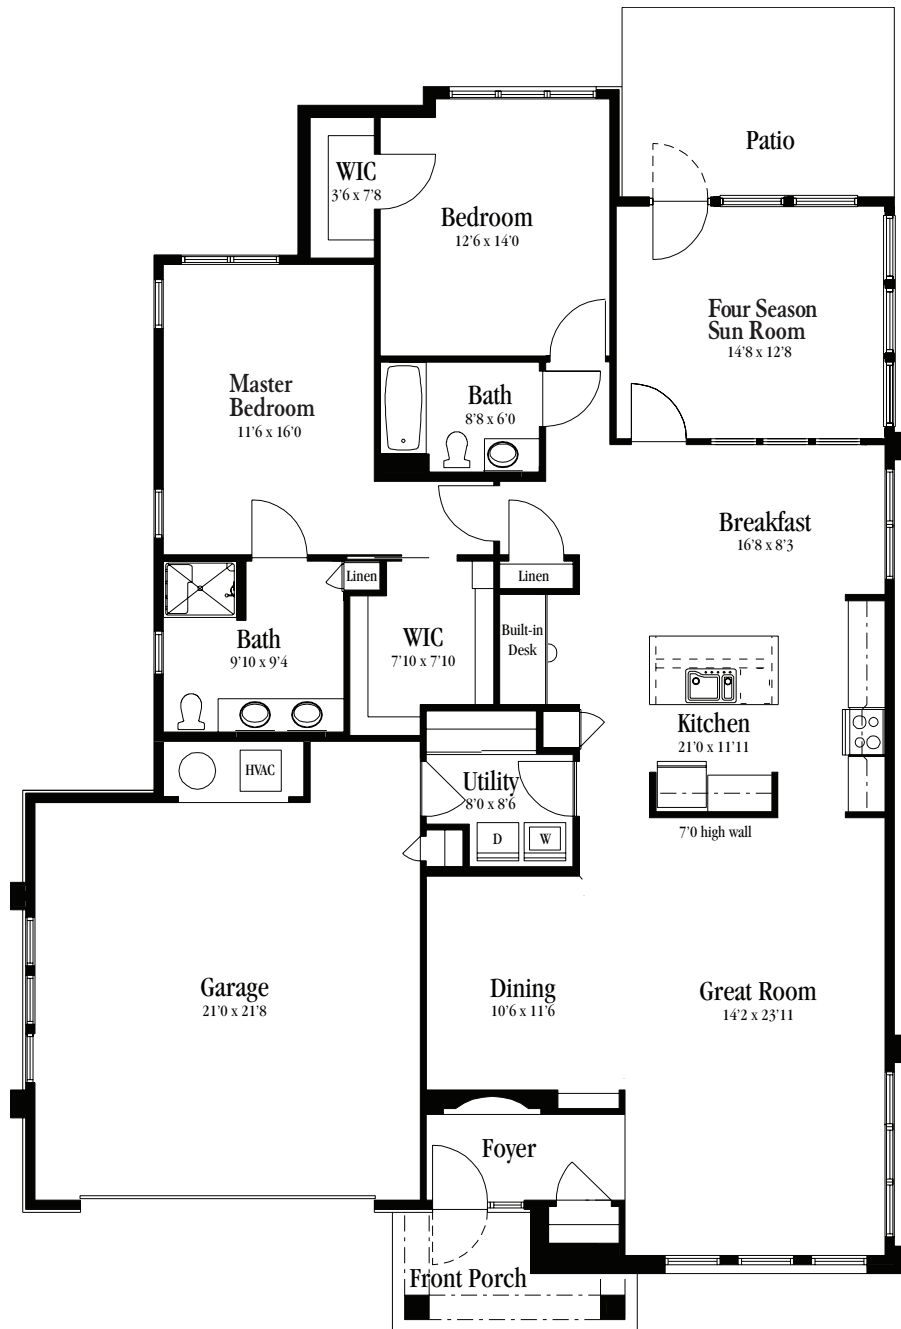 Patio
WIC
3'6 x 7'8
Bedroom
12'6 x 14'0
Four Season
Sun Room
14'8 x 12'8
Master
Bedroom
11'6 x 16'0
Bath
8'8 x 6'0
Breakfast
16'8 x 8'3
Linen
Linen
Built-in
Desk
Bath
9'10 x 9'4
WIC
7'10 x 7'10
Kitchen
21'0 x 11'11
HVAC
Utility
8'0 x 8'6
D
W
7'0 high wall
Garage
21'0 x 21'8
Dining
10'6 x 11'6
Great Room
14'2 x 23'11
Foyer
Front Porch